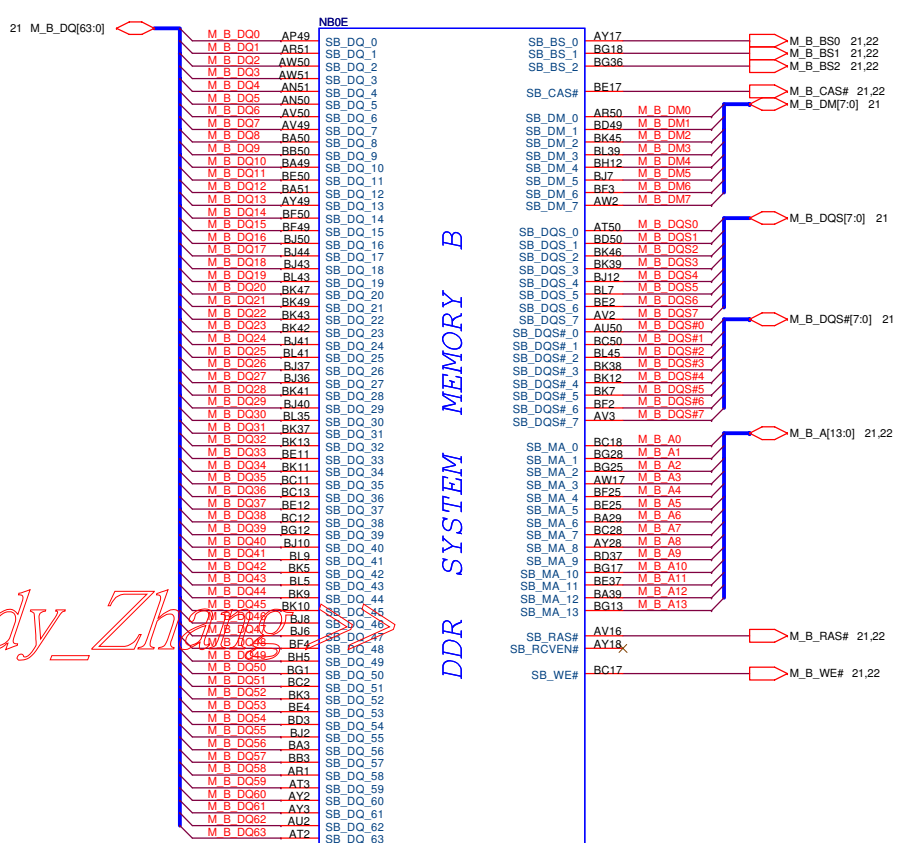 NB0E
21 M_B_DQ[63:0]
M_B_DQ0 AP49 SB_DQ_0
M_B_DQ1 AR51 SB_DQ_1
M_B_DQ2 AW50 SB_DQ_2
M_B_DQ3 AW51 SB_DQ_3
M_B_DQ4 AN51 SB_DQ_4
M_B_DQ5 AN50 SB_DQ_5
M_B_DQ6 AV50 SB_DQ_6
M_B_DQ7 AV49 SB_DQ_7
M_B_DQ8 BA50 SB_DQ_8
M_B_DQ9 BB50 SB_DQ_9
M_B_DQ10 BA49 SB_DQ_10
M_B_DQ11 BE50 SB_DQ_11
M_B_DQ12 BA51 SB_DQ_12
M_B_DQ13 AY49 SB_DQ_13
M_B_DQ14 BF50 SB_DQ_14
M_B_DQ15 BF49 SB_DQ_15
M_B_DQ16 BJ50 SB_DQ_16
M_B_DQ17 BJ44 SB_DQ_17
M_B_DQ18 BJ43 SB_DQ_18
M_B_DQ19 BL43 SB_DQ_19
M_B_DQ20 BK47 SB_DQ_20
M_B_DQ21 BK49 SB_DQ_21
M_B_DQ22 BK43 SB_DQ_22
M_B_DQ23 BK42 SB_DQ_23
M_B_DQ24 BJ41 SB_DQ_24
M_B_DQ25 BL41 SB_DQ_25
M_B_DQ26 BJ37 SB_DQ_26
M_B_DQ27 BJ36 SB_DQ_27
M_B_DQ28 BK41 SB_DQ_28
M_B_DQ29 BJ40 SB_DQ_29
M_B_DQ30 BL35 SB_DQ_30
M_B_DQ31 BK37 SB_DQ_31
M_B_DQ32 BK13 SB_DQ_32
M_B_DQ33 BE11 SB_DQ_33
M_B_DQ34 BK11 SB_DQ_34
M_B_DQ35 BC11 SB_DQ_35
M_B_DQ36 BC13 SB_DQ_36
M_B_DQ37 BE12 SB_DQ_37
M_B_DQ38 BC12 SB_DQ_38
M_B_DQ39 BG12 SB_DQ_39
M_B_DQ40 BJ10 SB_DQ_40
M_B_DQ41 BL9 SB_DQ_41
M_B_DQ42 BK5 SB_DQ_42
M_B_DQ43 BL5 SB_DQ_43
M_B_DQ44 BK9 SB_DQ_44
M_B_DQ45 BK10 SB_DQ_45
M_B_DQ46 BJ8 SB_DQ_46
M_B_DQ47 BJ6 SB_DQ_47
M_B_DQ48 BF4 SB_DQ_48
M_B_DQ49 BH5 SB_DQ_49
M_B_DQ50 BG1 SB_DQ_50
M_B_DQ51 BC2 SB_DQ_51
M_B_DQ52 BK3 SB_DQ_52
M_B_DQ53 BE4 SB_DQ_53
M_B_DQ54 BD3 SB_DQ_54
M_B_DQ55 BJ2 SB_DQ_55
M_B_DQ56 BA3 SB_DQ_56
M_B_DQ57 BB3 SB_DQ_57
M_B_DQ58 AR1 SB_DQ_58
M_B_DQ59 AT3 SB_DQ_59
M_B_DQ60 AY2 SB_DQ_60
M_B_DQ61 AY3 SB_DQ_61
M_B_DQ62 AU2 SB_DQ_62
M_B_DQ63 AT2 SB_DQ_63
dy_Zhang
DDR SYSTEM MEMORY B
SB_BS_0 AY17 M_B_BS0 21,22
SB_BS_1 BG18 M_B_BS1 21,22
SB_BS_2 BG36 M_B_BS2 21,22
SB_CAS# BE17 M_B_CAS# 21,22
M_B_DM[7:0] 21
SB_DM_0 AR50 M_B_DM0
SB_DM_1 BD49 M_B_DM1
SB_DM_2 BK45 M_B_DM2
SB_DM_3 BL39 M_B_DM3
SB_DM_4 BH12 M_B_DM4
SB_DM_5 BJ7 M_B_DM5
SB_DM_6 BF3 M_B_DM6
SB_DM_7 AW2 M_B_DM7
M_B_DQS[7:0] 21
SB_DQS_0 AT50 M_B_DQS0
SB_DQS_1 BD50 M_B_DQS1
SB_DQS_2 BK46 M_B_DQS2
SB_DQS_3 BK39 M_B_DQS3
SB_DQS_4 BJ12 M_B_DQS4
SB_DQS_5 BL7 M_B_DQS5
SB_DQS_6 BE2 M_B_DQS6
SB_DQS_7 AV2 M_B_DQS7
M_B_DQS#[7:0] 21
SB_DQS#_0 AU50 M_B_DQS#0
SB_DQS#_1 BC50 M_B_DQS#1
SB_DQS#_2 BL45 M_B_DQS#2
SB_DQS#_3 BK38 M_B_DQS#3
SB_DQS#_4 BK12 M_B_DQS#4
SB_DQS#_5 BK7 M_B_DQS#5
SB_DQS#_6 BF2 M_B_DQS#6
SB_DQS#_7 AV3 M_B_DQS#7
M_B_A[13:0] 21,22
SB_MA_0 BC18 M_B_A0
SB_MA_1 BG28 M_B_A1
SB_MA_2 BG25 M_B_A2
SB_MA_3 AW17 M_B_A3
SB_MA_4 BF25 M_B_A4
SB_MA_5 BE25 M_B_A5
SB_MA_6 BA29 M_B_A6
SB_MA_7 BC28 M_B_A7
SB_MA_8 AY28 M_B_A8
SB_MA_9 BD37 M_B_A9
SB_MA_10 BG17 M_B_A10
SB_MA_11 BE37 M_B_A11
SB_MA_12 BA39 M_B_A12
SB_MA_13 BG13 M_B_A13
SB_RAS# AV16 M_B_RAS# 21,22
SB_RCVEN# AY18
SB_WE# BC17 M_B_WE# 21,22